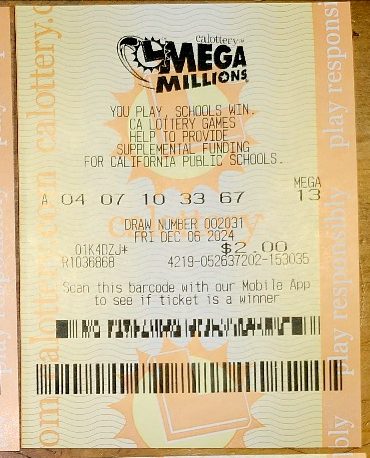 calottery
MEGA
MILLIONS
YOU PLAY, SCHOOLS WIN.
CA LOTTERY GAMES
HELP TO PROVIDE
SUPPLEMENTAL FUNDING
FOR CALIFORNIA PUBLIC SCHOOLS.
MEGA
A 04 07 10 33 67 13
DRAW NUMBER 002031
FRI DEC 06 2024
01K4DZJ* $2.00
R1036868 4219-052637202-153035
Scan this barcode with our Mobile App
to see if ticket is a winner
calottery.com
play responsibly